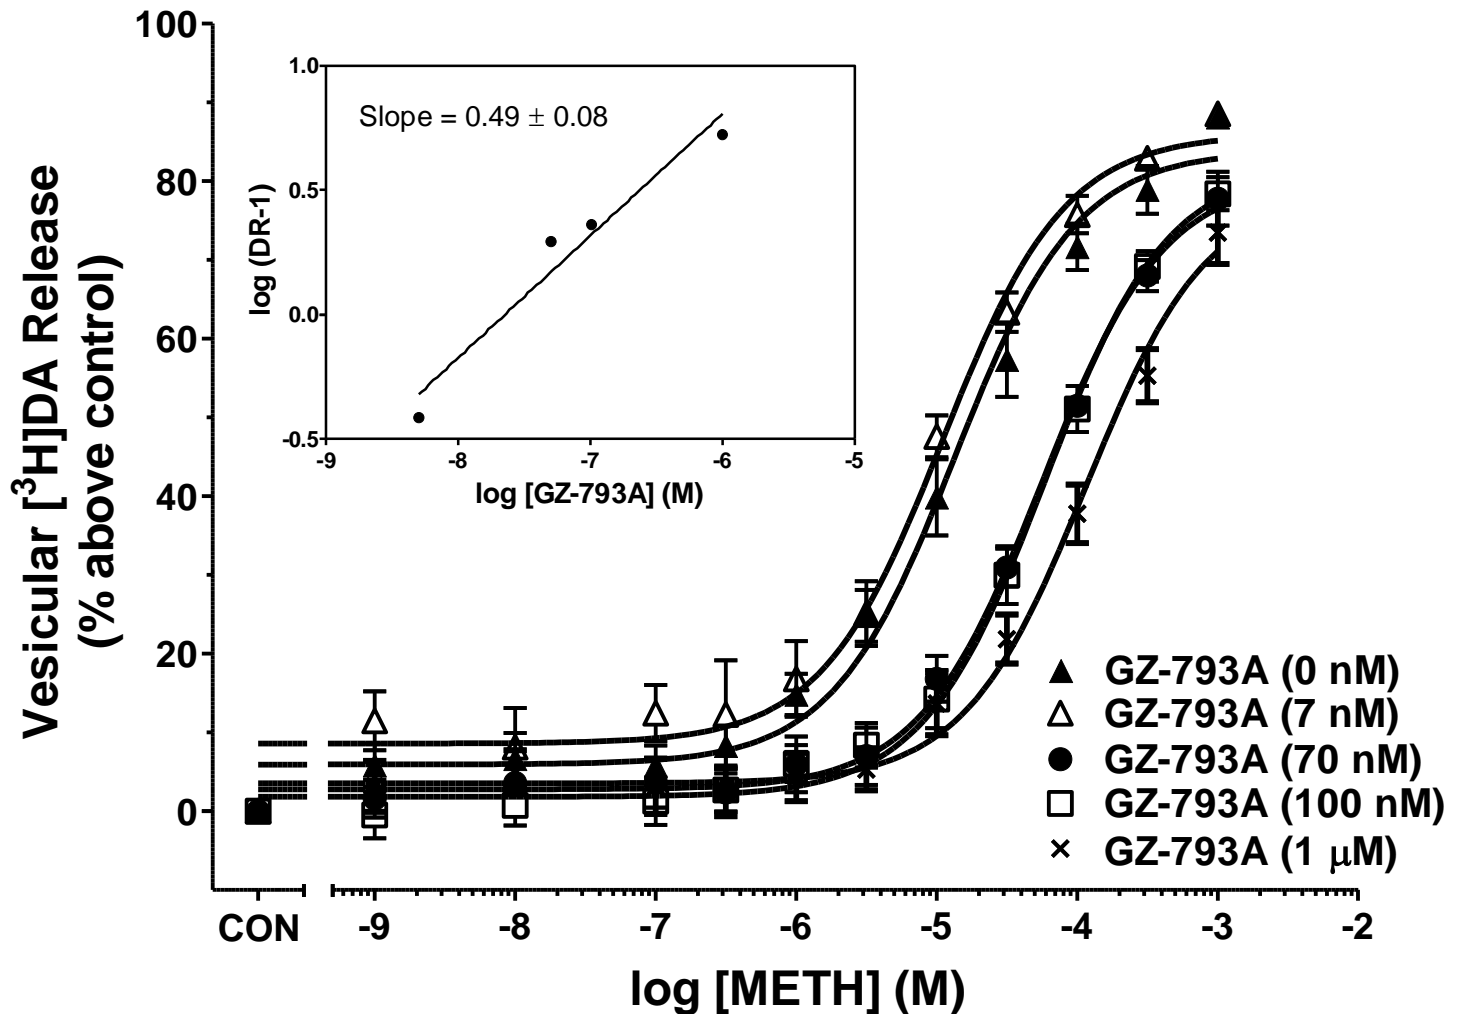 Vesicular [³H]DA Release
(% above control)
100
80
60
40
20
0
1.0
0.5
0.0
-0.5
log (DR-1)
Slope = 0.49 ± 0.08
-9 -8 -7 -6 -5
log [GZ-793A] (M)
GZ-793A (0 nM)
GZ-793A (7 nM)
GZ-793A (70 nM)
GZ-793A (100 nM)
GZ-793A (1 μM)
CON -9 -8 -7 -6 -5 -4 -3 -2
log [METH] (M)